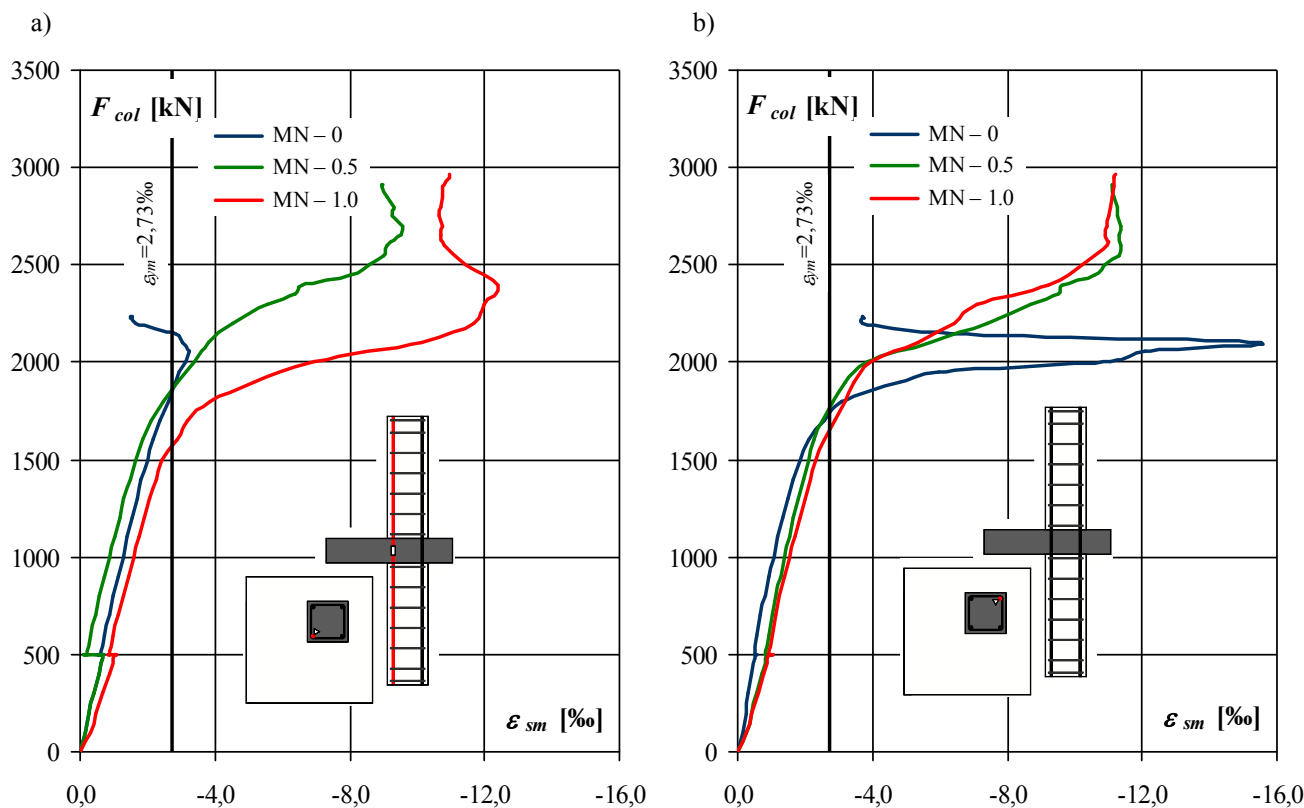 a)
3500
3000
2500
2000
1500
1000
500
0
F col [kN]
MN – 0
MN – 0.5
MN – 1.0
εym=2,73‰
ε sm [‰]
0,0 -4,0 -8,0 -12,0 -16,0
b)
3500
3000
2500
2000
1500
1000
500
0
F col [kN]
MN – 0
MN – 0.5
MN – 1.0
εym=2,73‰
ε sm [‰]
0,0 -4,0 -8,0 -12,0 -16,0